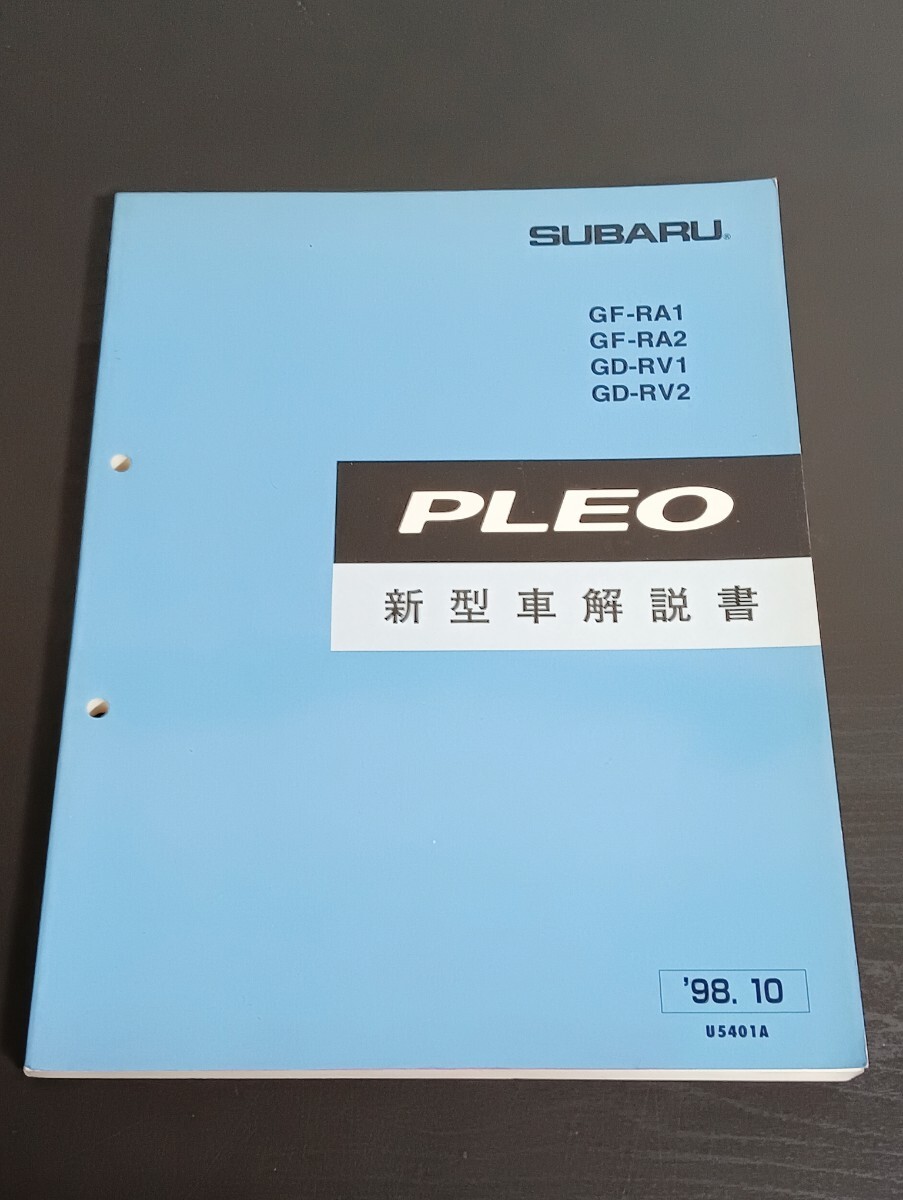 SUBARU®
GF-RA1
GF-RA2
GD-RV1
GD-RV2
PLEO
新型車解説書
'98.10
U5401A